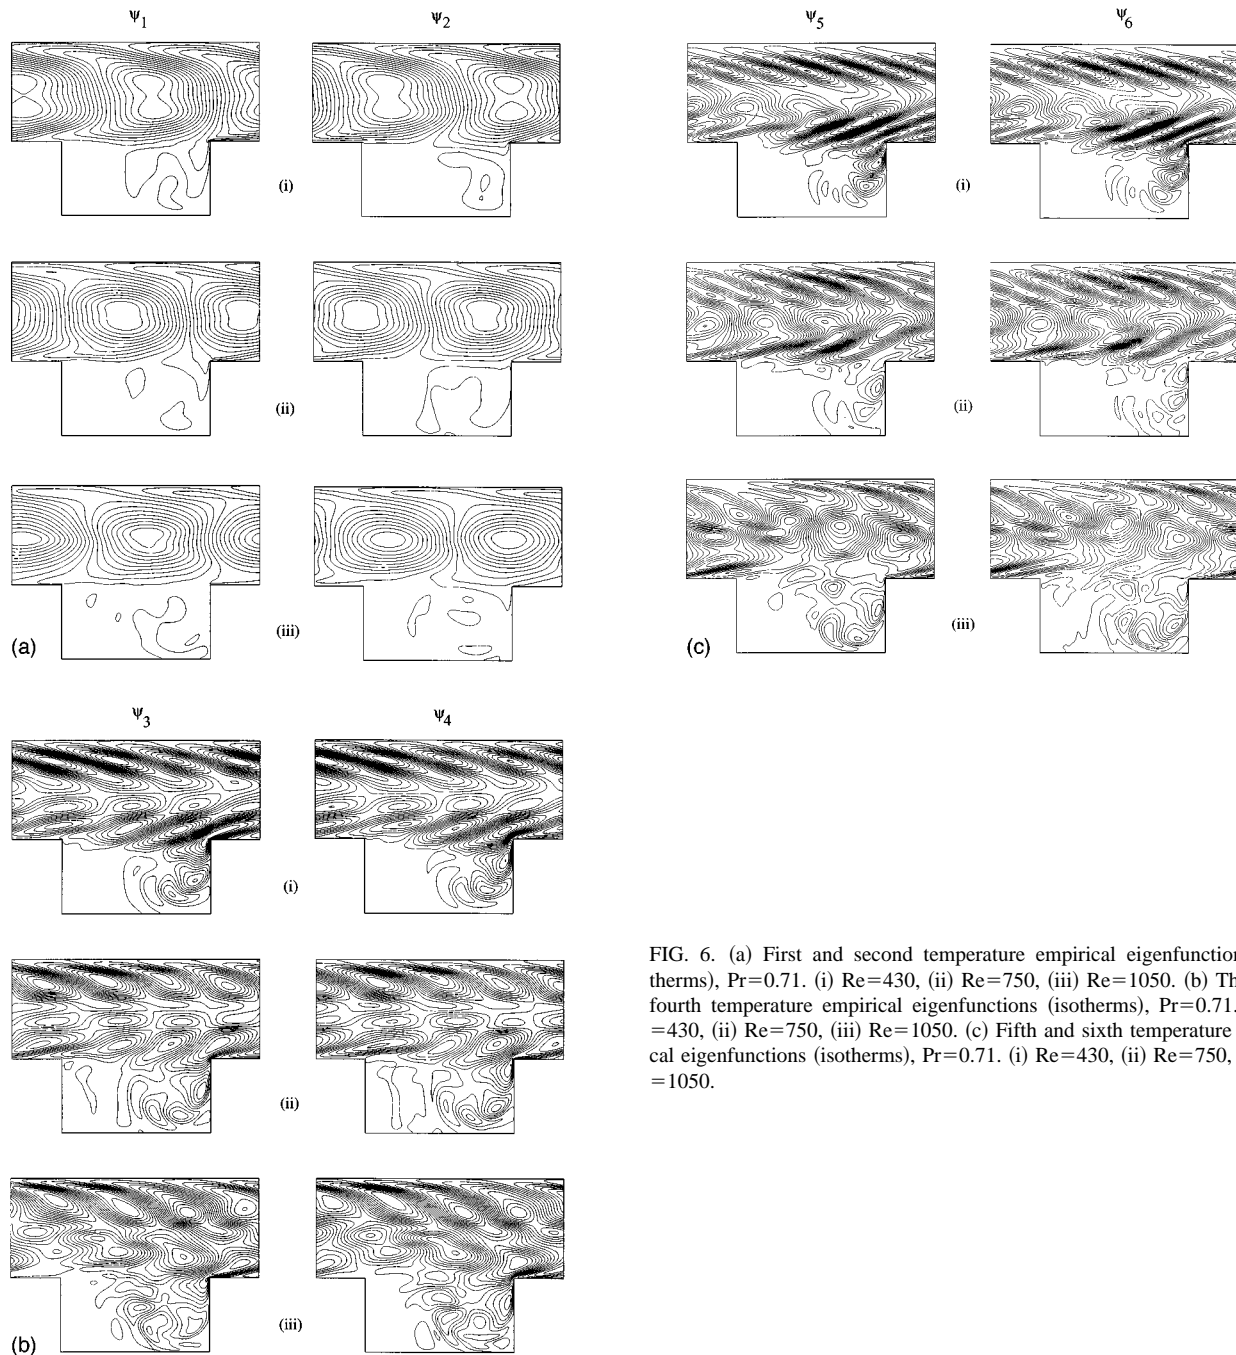 Ψ1 Ψ2
(i)
(ii)
(iii)
(a)
Ψ5 Ψ6
(i)
(ii)
(iii)
(c)
Ψ3 Ψ4
(i)
(ii)
(iii)
(b)
FIG. 6. (a) First and second temperature empirical eigenfunction
therms), Pr=0.71. (i) Re=430, (ii) Re=750, (iii) Re=1050. (b) Th
fourth temperature empirical eigenfunctions (isotherms), Pr=0.71.
=430, (ii) Re=750, (iii) Re=1050. (c) Fifth and sixth temperature
cal eigenfunctions (isotherms), Pr=0.71. (i) Re=430, (ii) Re=750,
=1050.